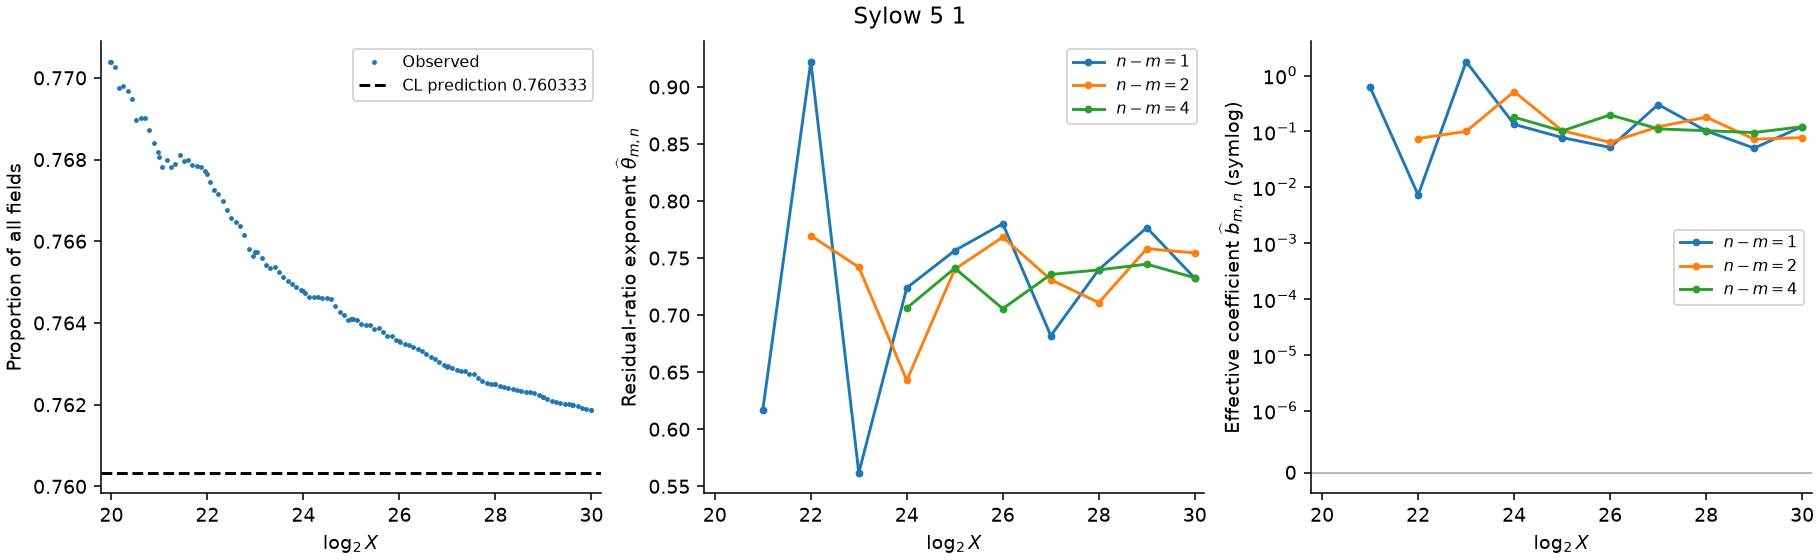 Sylow 5 1
Proportion of all fields
0.770
0.768
0.766
0.764
0.762
0.760
20 22 24 26 28 30
log₂ X
Observed
CL prediction 0.760333
Residual-ratio exponent θ̂ₘ,ₙ
0.90
0.85
0.80
0.75
0.70
0.65
0.60
0.55
20 22 24 26 28 30
log₂ X
n − m = 1
n − m = 2
n − m = 4
Effective coefficient b̂ₘ,ₙ (symlog)
10⁰
10⁻¹
10⁻²
10⁻³
10⁻⁴
10⁻⁵
10⁻⁶
0
20 22 24 26 28 30
log₂ X
n − m = 1
n − m = 2
n − m = 4